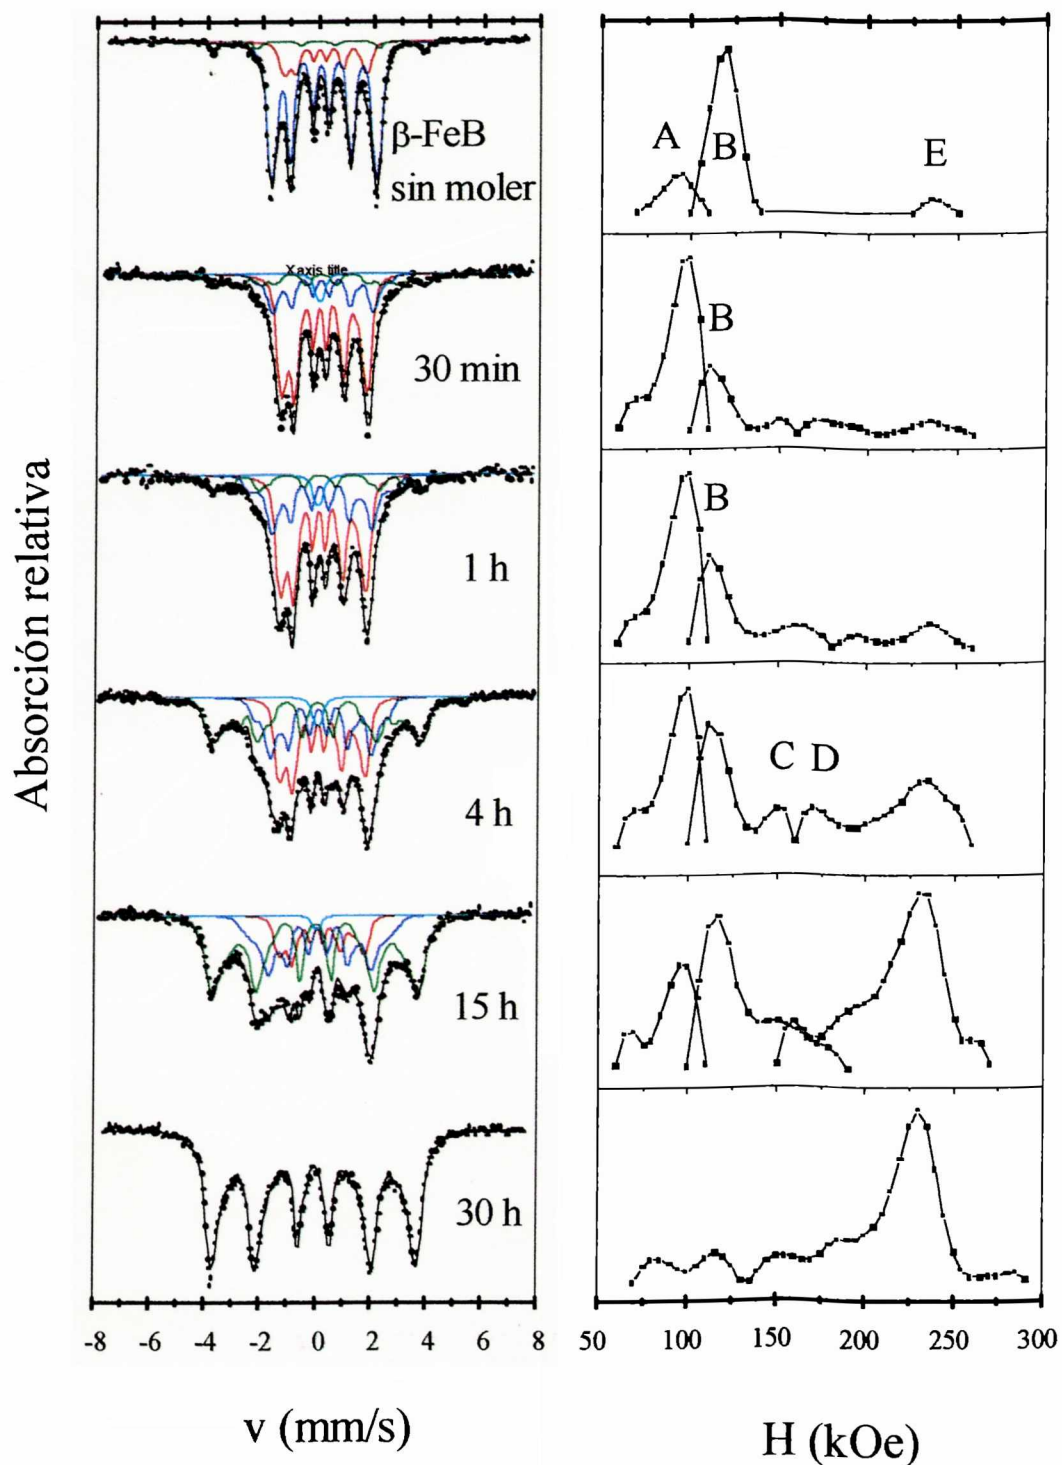 Absorción relativa
β-FeB
sin moler
X axis title
30 min
1 h
4 h
15 h
30 h
-8 -6 -4 -2 0 2 4 6 8
v (mm/s)
A
B
E
B
B
C D
50 100 150 200 250 300
H (kOe)